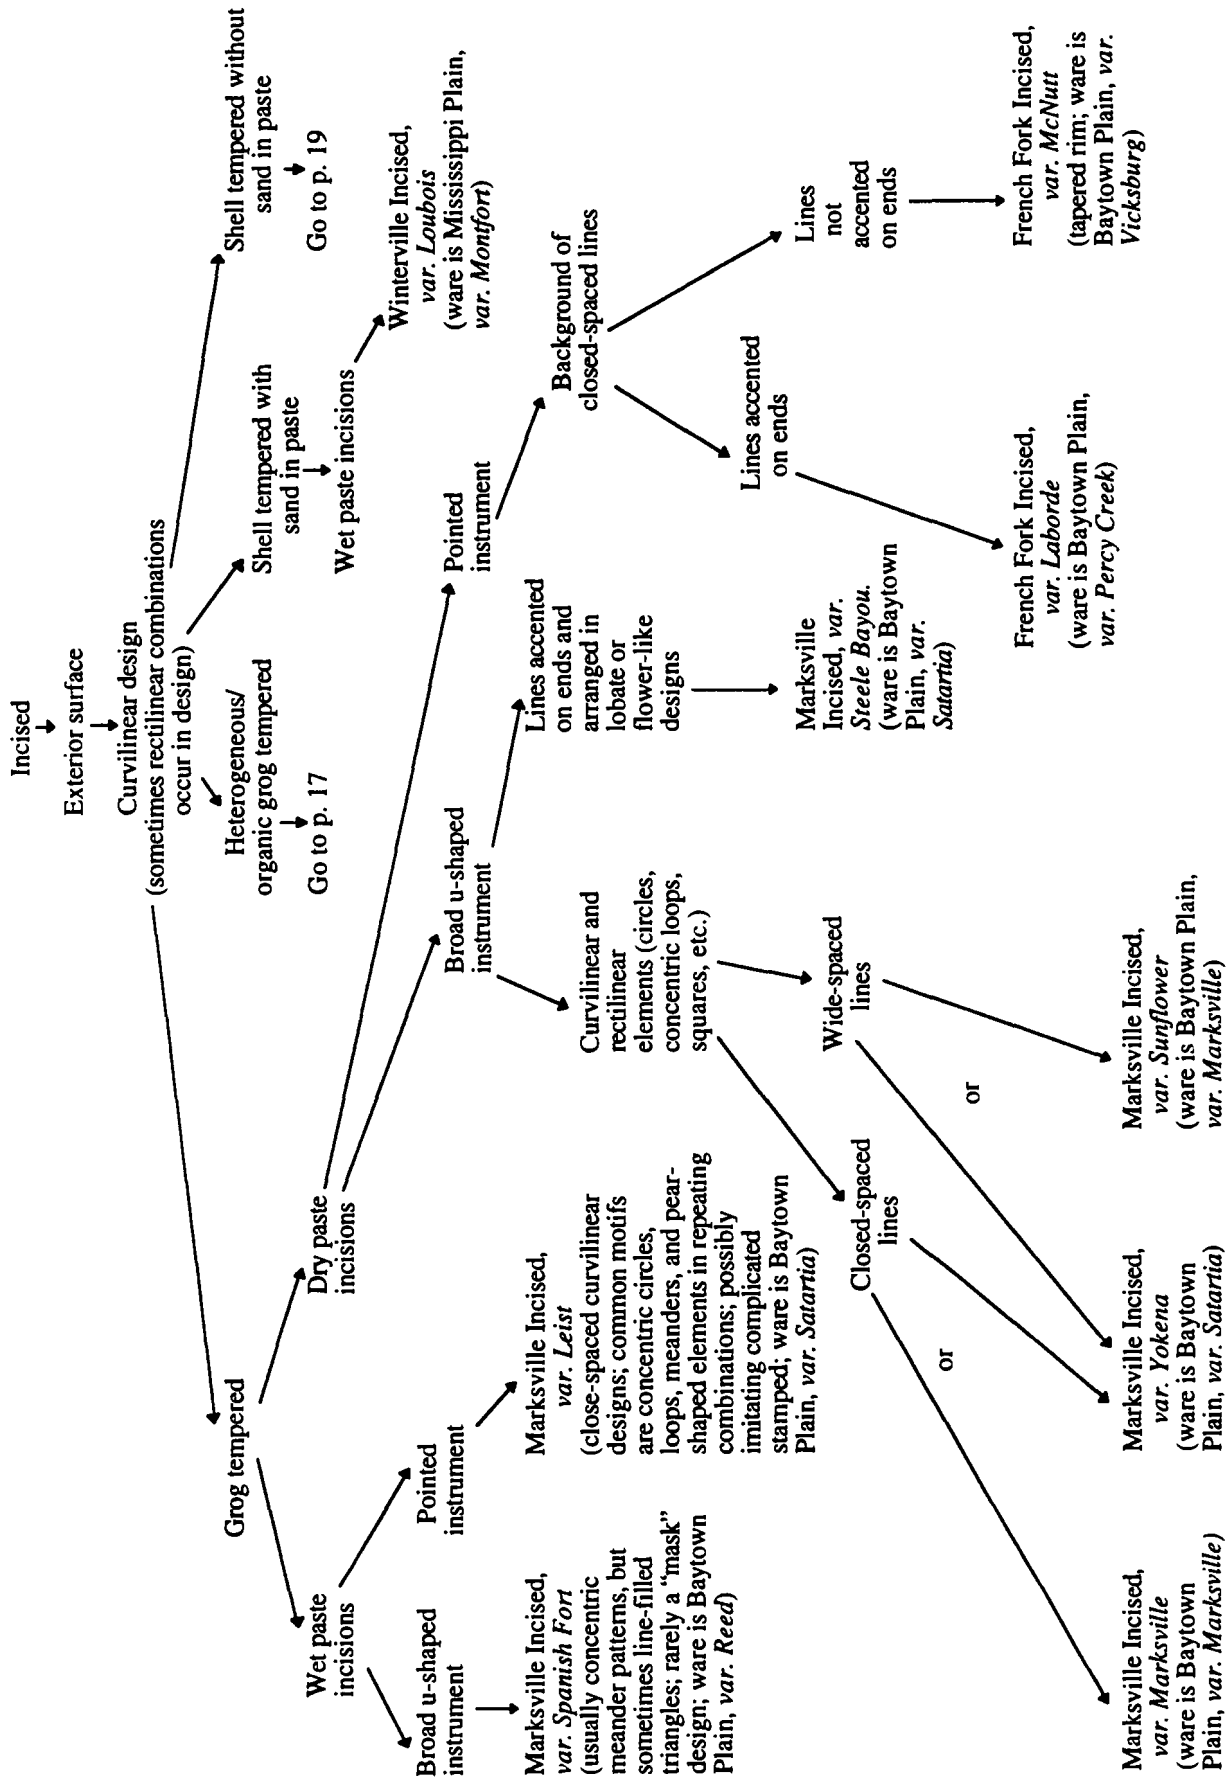 Incised
Exterior surface
Curvilinear design
(sometimes rectilinear combinations
occur in design)
Grog tempered
Heterogeneous/
organic grog tempered
Go to p. 17
Shell tempered with
sand in paste
Wet paste incisions
Winterville Incised,
var. Loubois
(ware is Mississippi Plain,
var. Montfort)
Shell tempered without
sand in paste
Go to p. 19
Wet paste
incisions
Dry paste
incisions
Broad u-shaped
instrument
Pointed
instrument
Broad u-shaped
instrument
Pointed
instrument
Marksville Incised,
var. Spanish Fort
(usually concentric
meander patterns, but
sometimes line-filled
triangles; rarely a “mask”
design; ware is Baytown
Plain, var. Reed)
Marksville Incised,
var. Leist
(close-spaced curvilinear
designs; common motifs
are concentric circles,
loops, meanders, and pear-
shaped elements in repeating
combinations; possibly
imitating complicated
stamped; ware is Baytown
Plain, var. Satartia)
Curvilinear and
rectilinear
elements (circles,
concentric loops,
squares, etc.)
Lines accented
on ends and
arranged in
lobate or
flower-like
designs
Background of
closed-spaced lines
Closed-spaced
lines
Wide-spaced
lines
Marksville
Incised, var.
Steele Bayou.
(ware is Baytown
Plain, var.
Satartia)
Lines accented
on ends
Lines
not
accented
on ends
or
or
Marksville Incised,
var. Marksville
(ware is Baytown
Plain, var. Marksville)
Marksville Incised,
var. Yokena
(ware is Baytown
Plain, var. Satartia)
Marksville Incised,
var. Sunflower
(ware is Baytown Plain,
var. Marksville)
French Fork Incised,
var. Laborde
(ware is Baytown Plain,
var. Percy Creek)
French Fork Incised,
var. McNutt
(tapered rim; ware is
Baytown Plain, var.
Vicksburg)